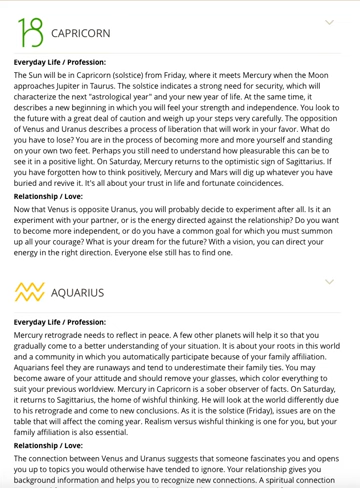 CAPRICORN
Everyday Life / Profession:
The Sun will be in Capricorn (solstice) from Friday, where it meets Mercury when the Moon
approaches Jupiter in Taurus. The solstice indicates a strong need for security, which will
characterize the next "astrological year" and your new year of life. At the same time, it
describes a new beginning in which you will feel your strength and independence. You look to
the future with a great deal of caution and weigh up your steps very carefully. The opposition
of Venus and Uranus describes a process of liberation that will work in your favor. What do
you have to lose? You are in the process of becoming more and more yourself and standing
on your own two feet. Perhaps you still need to understand how pleasurable this can be to
see it in a positive light. On Saturday, Mercury returns to the optimistic sign of Sagittarius. If
you have forgotten how to think positively, Mercury and Mars will dig up whatever you have
buried and revive it. It's all about your trust in life and fortunate coincidences.
Relationship / Love:
Now that Venus is opposite Uranus, you will probably decide to experiment after all. Is it an
experiment with your partner, or is the energy directed against the relationship? Do you want
to become more independent, or do you have a common goal for which you must summon
up all your courage? What is your dream for the future? With a vision, you can direct your
energy in the right direction. Everyone else still has to find one.
AQUARIUS
Everyday Life / Profession:
Mercury retrograde needs to reflect in peace. A few other planets will help it so that you
gradually come to a better understanding of your situation. It is about your roots in this world
and a community in which you automatically participate because of your family affiliation.
Aquarians feel they are runaways and tend to underestimate their family ties. You may
become aware of your attitude and should remove your glasses, which color everything to
suit your previous worldview. Mercury in Capricorn is a sober observer of facts. On Saturday,
it returns to Sagittarius, the home of wishful thinking. He will look at the world differently due
to his retrograde and come to new conclusions. As it is the solstice (Friday), issues are on the
table that will affect the coming year. Realism versus wishful thinking is one for you, but your
family affiliation is also essential.
Relationship / Love:
The connection between Venus and Uranus suggests that someone fascinates you and opens
you up to topics you would otherwise have tended to ignore. Your relationship gives you
background information and helps you to recognize new connections. A spiritual connection